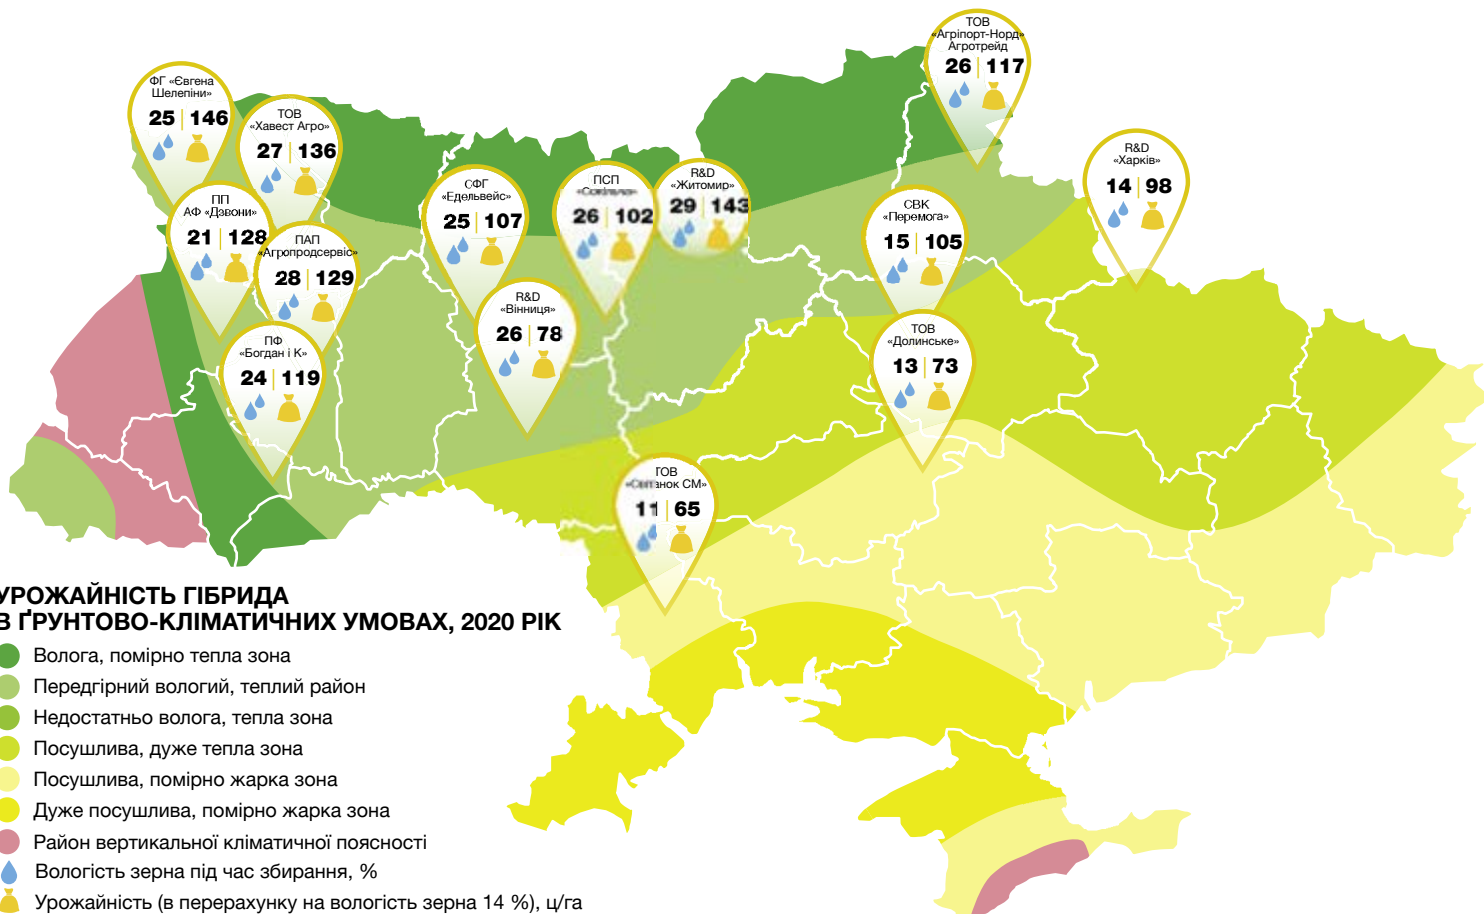 ТОВ
«Агріпорт-Норд»
Агротрейд
26 | 117
ФГ «Євгена
Шелепіни»
25 | 146
ТОВ
«Хавест Агро»
27 | 136
R&D
«Харків»
14 | 98
СФГ
«Едельвейс»
25 | 107
ПСП
26 | 102
R&D
«Житомир»
29 | 143
ПП
АФ «Дзвони»
21 | 128
СВК
«Перемога»
15 | 105
ПАП
«Агропродсервіс»
28 | 129
R&D
«Вінниця»
26 | 78
ПФ
«Богдан і К»
24 | 119
ТОВ
«Долинське»
13 | 73
ТОВ
«Світанок СМ»
11 | 65
УРОЖАЙНІСТЬ ГІБРИДА
В ҐРУНТОВО-КЛІМАТИЧНИХ УМОВАХ, 2020 РІК
Волога, помірно тепла зона
Передгірний вологий, теплий район
Недостатньо волога, тепла зона
Посушлива, дуже тепла зона
Посушлива, помірно жарка зона
Дуже посушлива, помірно жарка зона
Район вертикальної кліматичної поясності
Вологість зерна під час збирання, %
Урожайність (в перерахунку на вологість зерна 14 %), ц/га